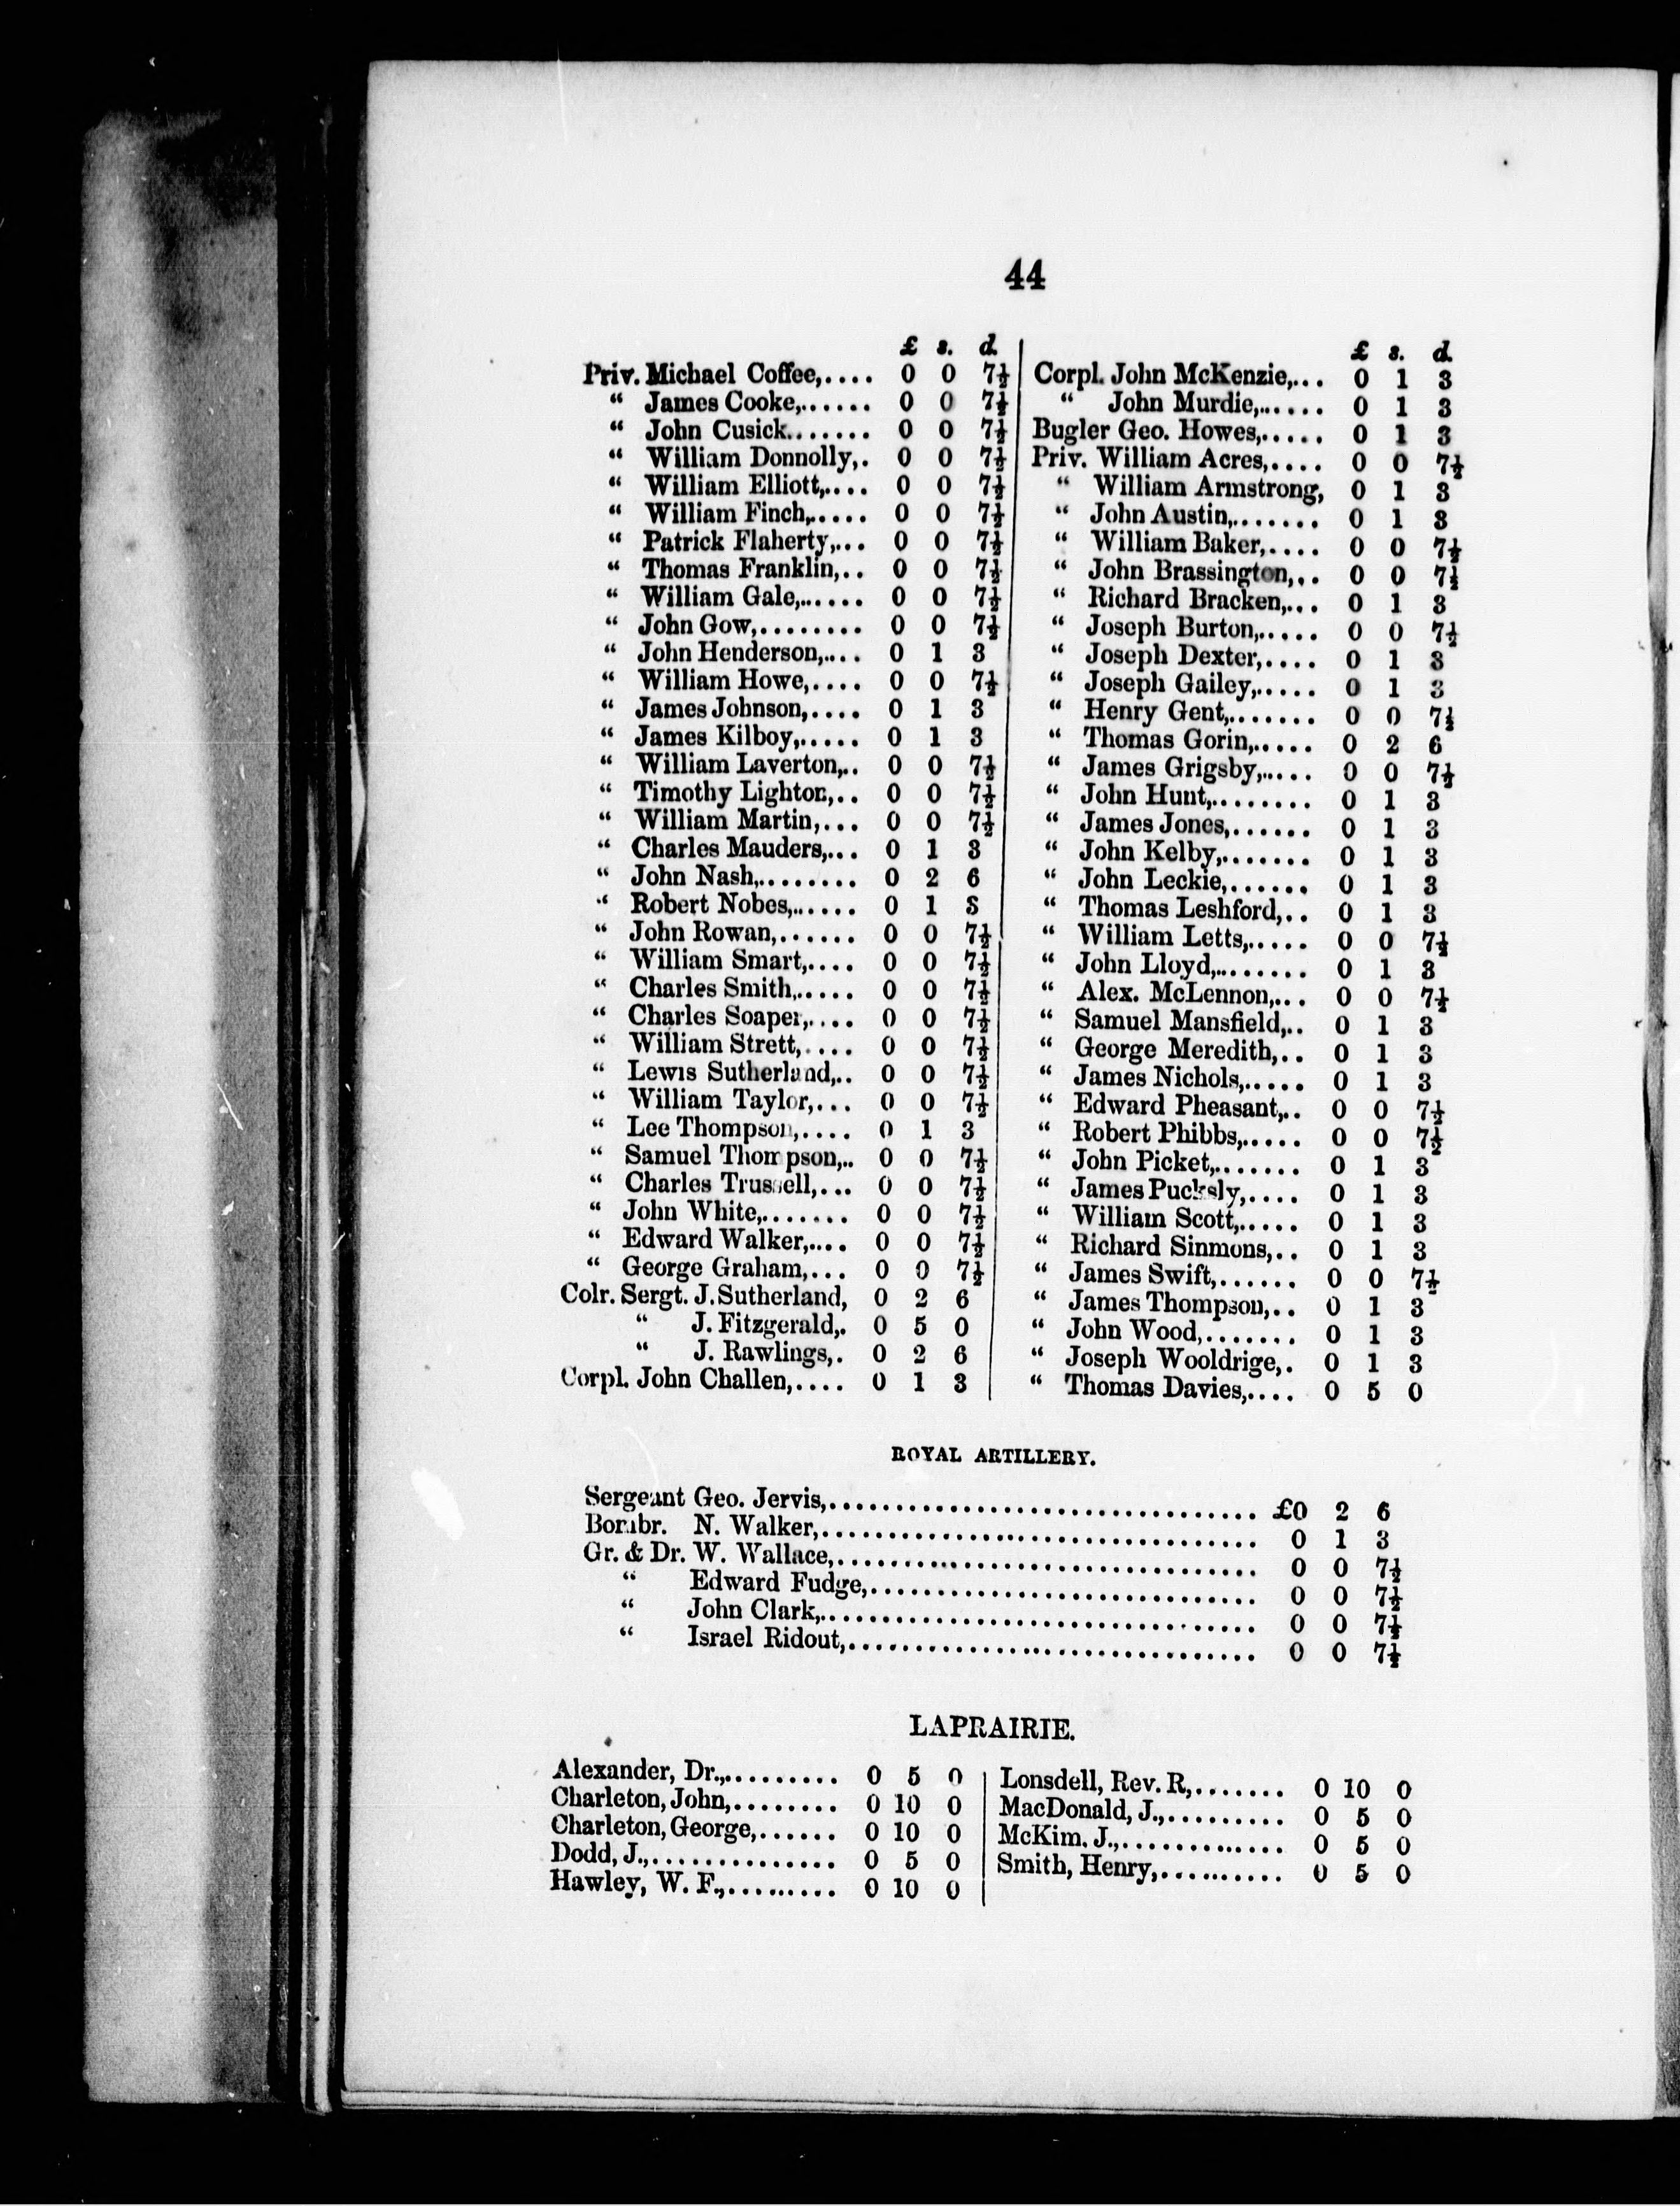 44
£ s. d.
Priv. Michael Coffee,.... 0 0 7½
“ James Cooke,...... 0 0 7½
“ John Cusick....... 0 0 7½
“ William Donnolly,. 0 0 7½
“ William Elliott,.... 0 0 7½
“ William Finch,..... 0 0 7½
“ Patrick Flaherty,... 0 0 7½
“ Thomas Franklin,.. 0 0 7½
“ William Gale,...... 0 0 7½
“ John Gow,........ 0 0 7½
“ John Henderson,.... 0 1 3
“ William Howe,.... 0 0 7½
“ James Johnson,.... 0 1 3
“ James Kilboy,..... 0 1 3
“ William Laverton,.. 0 0 7½
“ Timothy Lighton,.. 0 0 7½
“ William Martin,... 0 0 7½
“ Charles Mauders,... 0 1 3
“ John Nash,........ 0 2 6
“ Robert Nobes,...... 0 1 3
“ John Rowan,...... 0 0 7½
“ William Smart,.... 0 0 7½
“ Charles Smith,..... 0 0 7½
“ Charles Soaper,.... 0 0 7½
“ William Strett,.... 0 0 7½
“ Lewis Sutherland,.. 0 0 7½
“ William Taylor,... 0 0 7½
“ Lee Thompson,.... 0 1 3
“ Samuel Thompson,.. 0 0 7½
“ Charles Trussell,... 0 0 7½
“ John White,....... 0 0 7½
“ Edward Walker,.... 0 0 7½
“ George Graham,... 0 0 7½
Colr. Sergt. J. Sutherland, 0 2 6
“ J. Fitzgerald,. 0 5 0
“ J. Rawlings,. 0 2 6
Corpl. John Challen,.... 0 1 3
£ s. d.
Corpl. John McKenzie,... 0 1 3
“ John Murdie,...... 0 1 3
Bugler Geo. Howes,..... 0 1 3
Priv. William Acres,.... 0 0 7½
“ William Armstrong, 0 1 3
“ John Austin,....... 0 1 3
“ William Baker,.... 0 0 7½
“ John Brassington,.. 0 0 7½
“ Richard Bracken,... 0 1 3
“ Joseph Burton,..... 0 0 7½
“ Joseph Dexter,.... 0 1 3
“ Joseph Gailey,..... 0 1 3
“ Henry Gent,....... 0 0 7½
“ Thomas Gorin,..... 0 2 6
“ James Grigsby,..... 0 0 7½
“ John Hunt,........ 0 1 3
“ James Jones,...... 0 1 3
“ John Kelby,....... 0 1 3
“ John Leckie,...... 0 1 3
“ Thomas Leshford,.. 0 1 3
“ William Letts,..... 0 0 7½
“ John Lloyd,........ 0 1 3
“ Alex. McLennon,... 0 0 7½
“ Samuel Mansfield,.. 0 1 3
“ George Meredith,.. 0 1 3
“ James Nichols,..... 0 1 3
“ Edward Pheasant,.. 0 0 7½
“ Robert Phibbs,..... 0 0 7½
“ John Picket,....... 0 1 3
“ James Pucksly,.... 0 1 3
“ William Scott,..... 0 1 3
“ Richard Sinmons,.. 0 1 3
“ James Swift,...... 0 0 7½
“ James Thompson,.. 0 1 3
“ John Wood,....... 0 1 3
“ Joseph Wooldrige,. 0 1 3
“ Thomas Davies,.... 0 5 0
ROYAL ARTILLERY.
Sergeant Geo. Jervis,................................ £0 2 6
Bombr. N. Walker,................................ 0 1 3
Gr. & Dr. W. Wallace,................................ 0 0 7½
“ Edward Fudge,............................. 0 0 7½
“ John Clark,................................ 0 0 7½
“ Israel Ridout,............................... 0 0 7½
LAPRAIRIE.
Alexander, Dr.,......... 0 5 0
Charleton, John,........ 0 10 0
Charleton, George,...... 0 10 0
Dodd, J.,.............. 0 5 0
Hawley, W. F.,......... 0 10 0
Lonsdell, Rev. R,....... 0 10 0
MacDonald, J.,......... 0 5 0
McKim. J.,............. 0 5 0
Smith, Henry,.......... 0 5 0